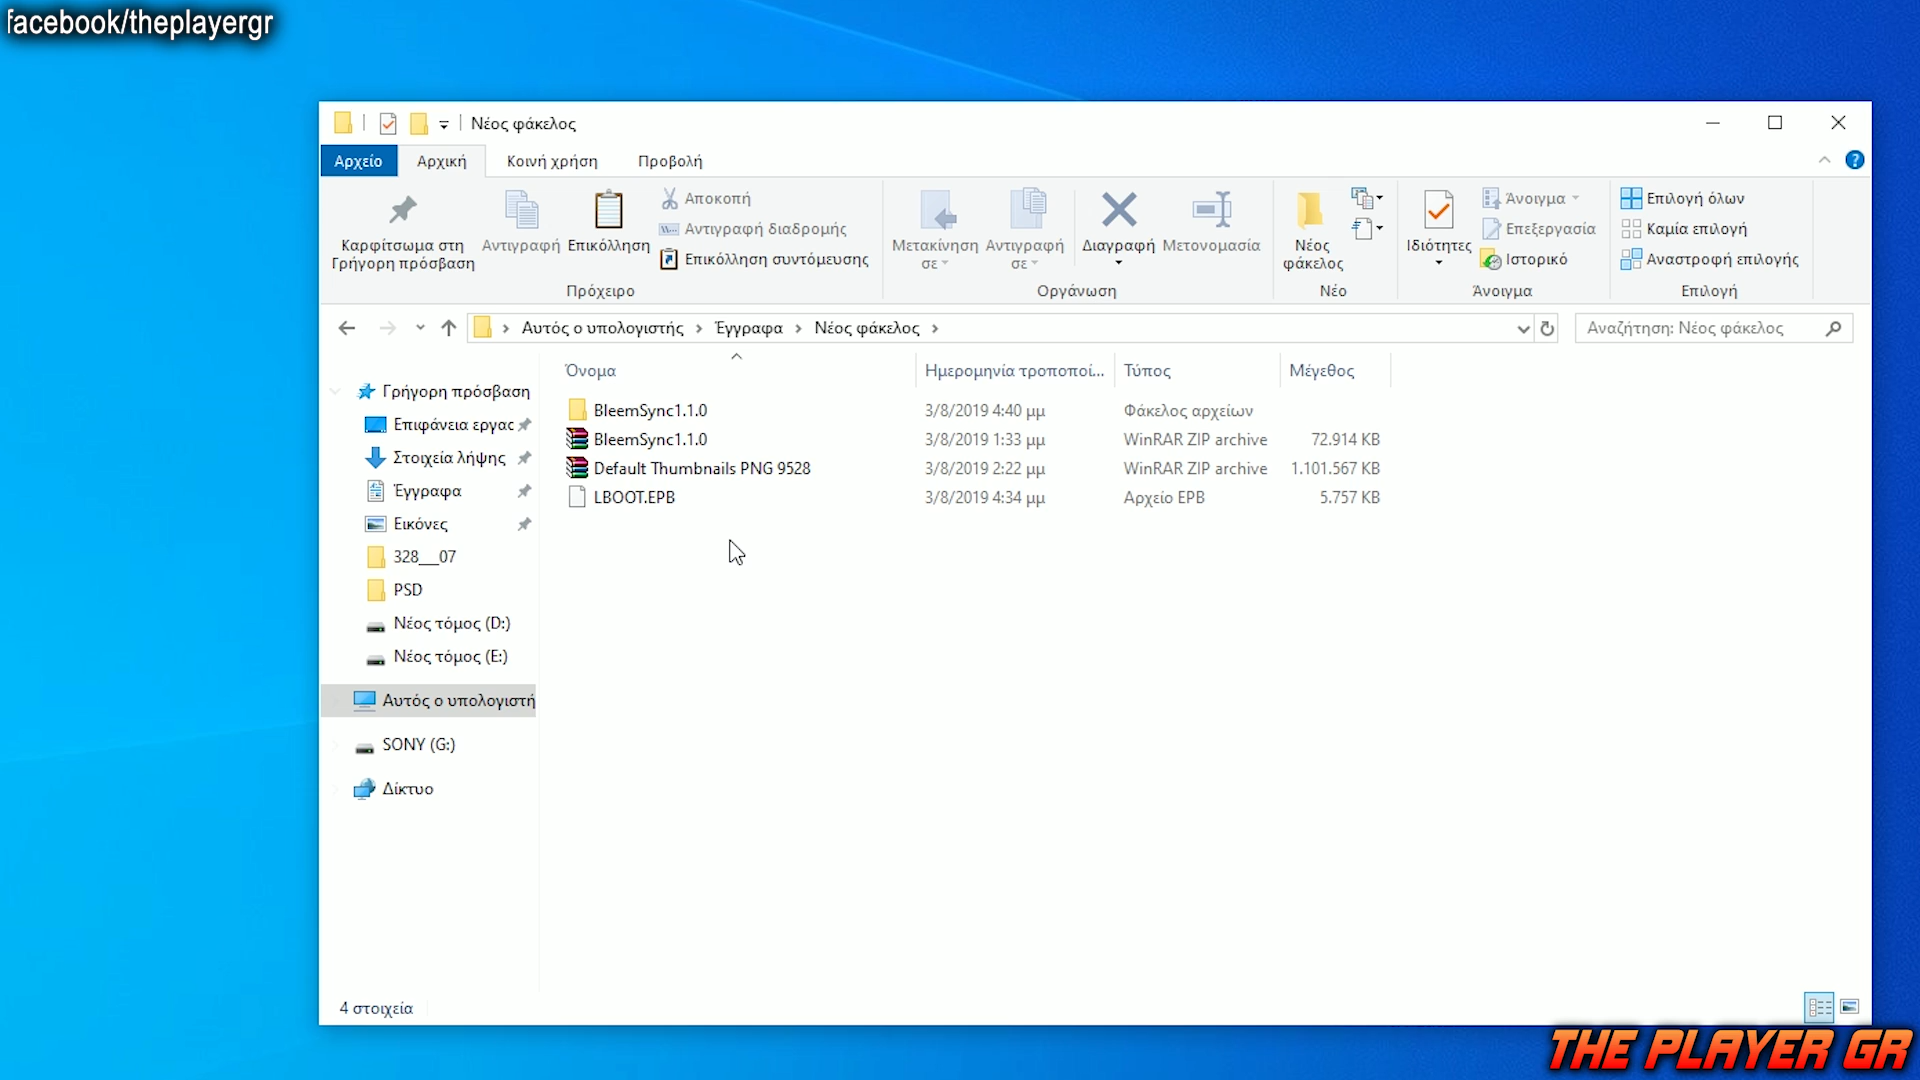 facebook/theplayergr
Νέος φάκελος
Αρχείο Αρχική Κοινή χρήση Προβολή
Καρφίτσωμα στη Γρήγορη πρόσβαση
Αντιγραφή
Επικόλληση
Αποκοπή
Αντιγραφή διαδρομής
Επικόλληση συντόμευσης
Πρόχειρο
Μετακίνηση σε
Αντιγραφή σε
Διαγραφή
Μετονομασία
Οργάνωση
Νέος φάκελος
Νέο
Ιδιότητες
Άνοιγμα
Επεξεργασία
Ιστορικό
Άνοιγμα
Επιλογή όλων
Καμία επιλογή
Αναστροφή επιλογής
Επιλογή
Αυτός ο υπολογιστής > Έγγραφα > Νέος φάκελος
Αναζήτηση: Νέος φάκελος
Γρήγορη πρόσβαση
Επιφάνεια εργας
Στοιχεία λήψης
Έγγραφα
Εικόνες
328__07
PSD
Νέος τόμος (D:)
Νέος τόμος (E:)
Αυτός ο υπολογιστή
SONY (G:)
Δίκτυο
Όνομα Ημερομηνία τροποποί... Τύπος Μέγεθος
BleemSync1.1.0 3/8/2019 4:40 μμ Φάκελος αρχείων
BleemSync1.1.0 3/8/2019 1:33 μμ WinRAR ZIP archive 72.914 KB
Default Thumbnails PNG 9528 3/8/2019 2:22 μμ WinRAR ZIP archive 1.101.567 KB
LBOOT.EPB 3/8/2019 4:34 μμ Αρχείο EPB 5.757 KB
4 στοιχεία
THE PLAYER GR